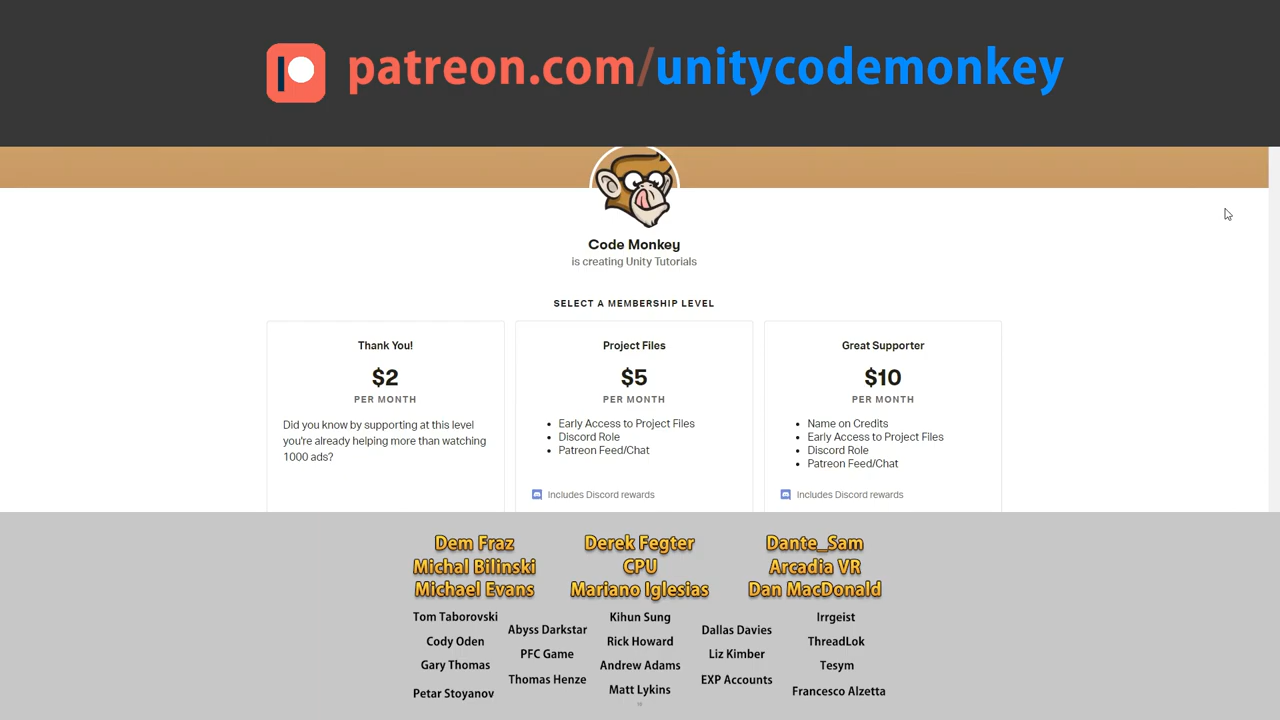 patreon.com/unitycodemonkey
Code Monkey
is creating Unity Tutorials
SELECT A MEMBERSHIP LEVEL
Thank You!
$2
PER MONTH
Did you know by supporting at this level
you're already helping more than watching
1000 ads?
Project Files
$5
PER MONTH
Early Access to Project Files
Discord Role
Patreon Feed/Chat
Includes Discord rewards
Great Supporter
$10
PER MONTH
Name on Credits
Early Access to Project Files
Discord Role
Patreon Feed/Chat
Includes Discord rewards
Dem Fraz
Michal Bilinski
Michael Evans
Derek Fegter
CPU
Mariano Iglesias
Dante_Sam
Arcadia VR
Dan MacDonald
Tom Taborovski
Cody Oden
Gary Thomas
Petar Stoyanov
Abyss Darkstar
PFC Game
Thomas Henze
Kihun Sung
Rick Howard
Andrew Adams
Matt Lykins
Dallas Davies
Liz Kimber
EXP Accounts
Irrgeist
ThreadLok
Tesym
Francesco Alzetta